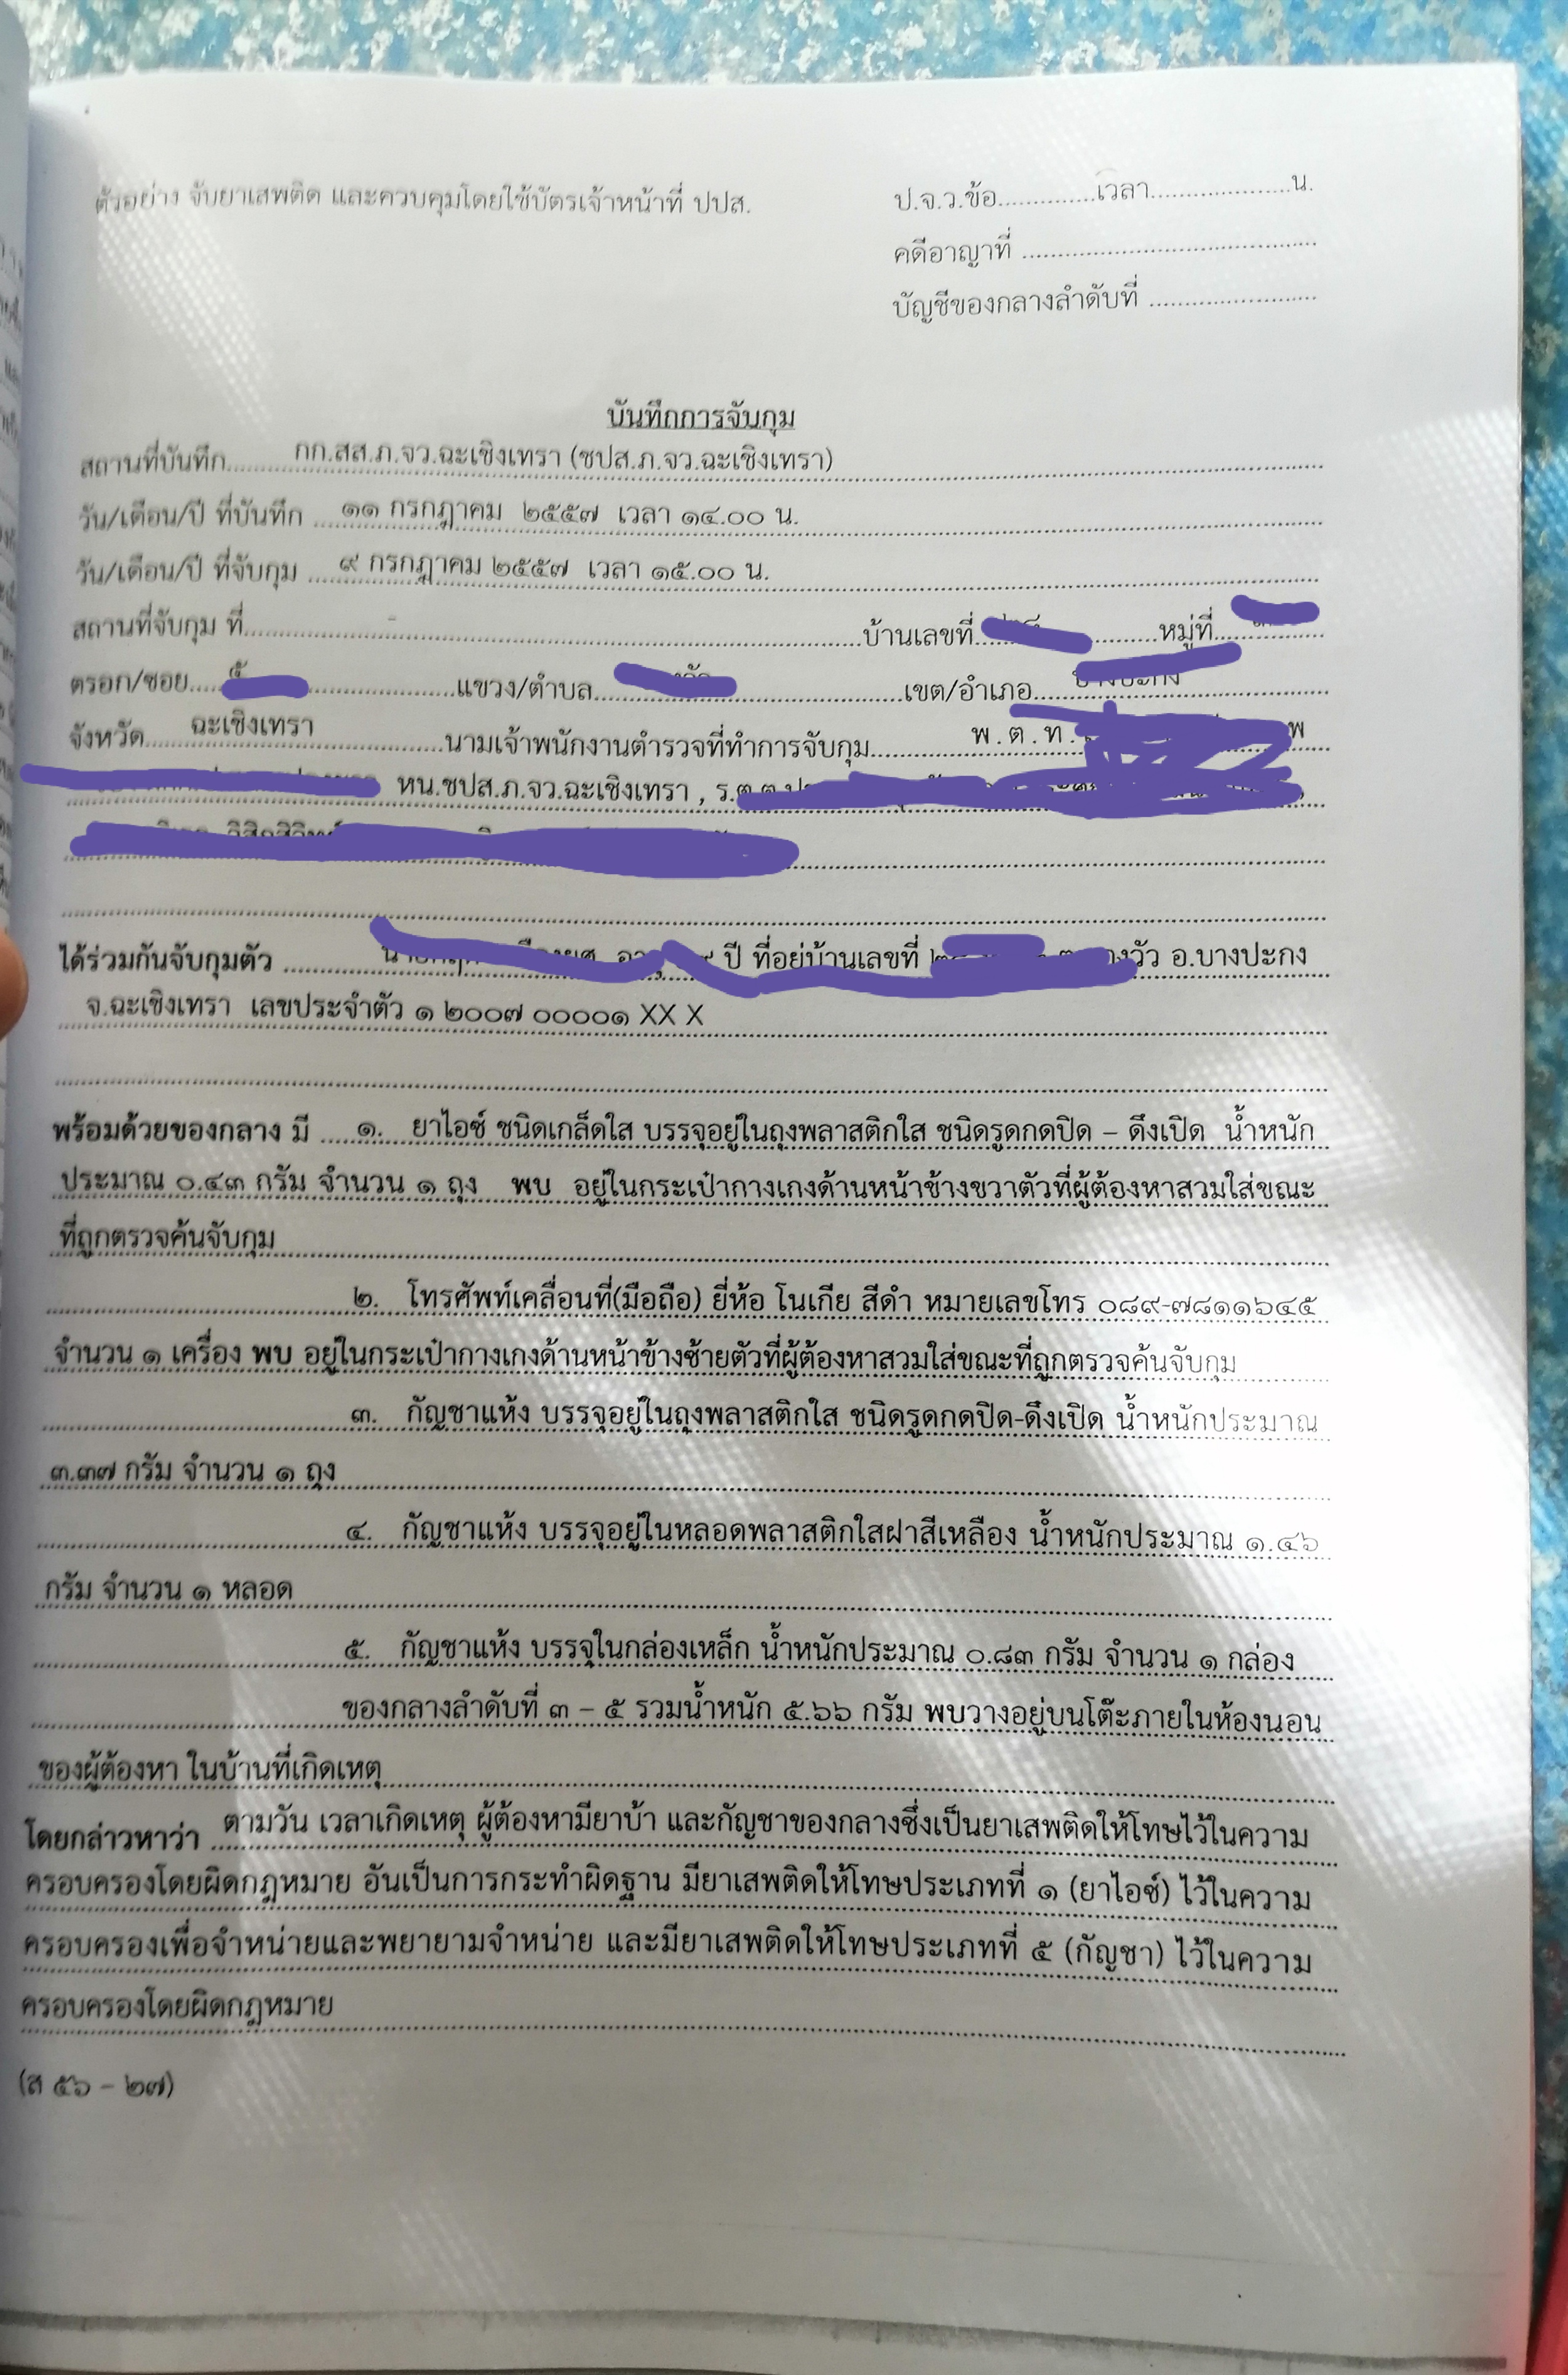 ตัวอย่าง จับยาเสพติด และควบคุมโดยใช้บัตรเจ้าหน้าที่ ปปส.
ป.จ.ว.ข้อ..............เวลา....................น.
คดีอาญาที่ ..........................................
บัญชีของกลางลำดับที่ ........................
บันทึกการจับกุม
สถานที่บันทึก......... กก.สส.ภ.จว.ฉะเชิงเทรา (ชปส.ภ.จว.ฉะเชิงเทรา)
วัน/เดือน/ปี ที่บันทึก ... ๑๑ กรกฎาคม ๒๕๕๗ เวลา ๑๔.๐๐ น.
วัน/เดือน/ปี ที่จับกุม .... ๙ กรกฎาคม ๒๕๕๗ เวลา ๑๕.๐๐ น.
สถานที่จับกุม ที่.................... - ....................บ้านเลขที่..........หมู่ที่......
ตรอก/ซอย....................แขวง/ตำบล....................เขต/อำเภอ....................
จังหวัด...... ฉะเชิงเทรา ............นามเจ้าพนักงานตำรวจที่ทำการจับกุม............ พ.ต.ท.
หน.ชปส.ภ.จว.ฉะเชิงเทรา , ร.ต.ต.
ได้ร่วมกันจับกุมตัว .............. ปี ที่อยู่บ้านเลขที่ อ.บางปะกง
จ.ฉะเชิงเทรา เลขประจำตัว ๑ ๒๐๐๗ ๐๐๐๐๑ XX X
พร้อมด้วยของกลาง มี .... ๑. ยาไอซ์ ชนิดเกล็ดใส บรรจุอยู่ในถุงพลาสติกใส ชนิดรูดกดปิด – ดึงเปิด น้ำหนัก
ประมาณ ๐.๔๓ กรัม จำนวน ๑ ถุง พบ อยู่ในกระเป๋ากางเกงด้านหน้าข้างขวาตัวที่ผู้ต้องหาสวมใส่ขณะ
ที่ถูกตรวจค้นจับกุม
๒. โทรศัพท์เคลื่อนที่(มือถือ) ยี่ห้อ โนเกีย สีดำ หมายเลขโทร ๐๘๙-๗๘๑๑๖๔๕
จำนวน ๑ เครื่อง พบ อยู่ในกระเป๋ากางเกงด้านหน้าข้างซ้ายตัวที่ผู้ต้องหาสวมใส่ขณะที่ถูกตรวจค้นจับกุม
๓. กัญชาแห้ง บรรจุอยู่ในถุงพลาสติกใส ชนิดรูดกดปิด-ดึงเปิด น้ำหนักประมาณ
๓.๓๗ กรัม จำนวน ๑ ถุง
๔. กัญชาแห้ง บรรจุอยู่ในหลอดพลาสติกใสฝาสีเหลือง น้ำหนักประมาณ ๑.๔๖
กรัม จำนวน ๑ หลอด
๕. กัญชาแห้ง บรรจุในกล่องเหล็ก น้ำหนักประมาณ ๐.๘๓ กรัม จำนวน ๑ กล่อง
ของกลางลำดับที่ ๓ – ๕ รวมน้ำหนัก ๕.๖๖ กรัม พบวางอยู่บนโต๊ะภายในห้องนอน
ของผู้ต้องหา ในบ้านที่เกิดเหตุ
โดยกล่าวหาว่า ตามวัน เวลาเกิดเหตุ ผู้ต้องหามียาบ้า และกัญชาของกลางซึ่งเป็นยาเสพติดให้โทษไว้ในความ
ครอบครองโดยผิดกฎหมาย อันเป็นการกระทำผิดฐาน มียาเสพติดให้โทษประเภทที่ ๑ (ยาไอซ์) ไว้ในความ
ครอบครองเพื่อจำหน่ายและพยายามจำหน่าย และมียาเสพติดให้โทษประเภทที่ ๕ (กัญชา) ไว้ในความ
ครอบครองโดยผิดกฎหมาย
(ส ๕๖ – ๒๗)